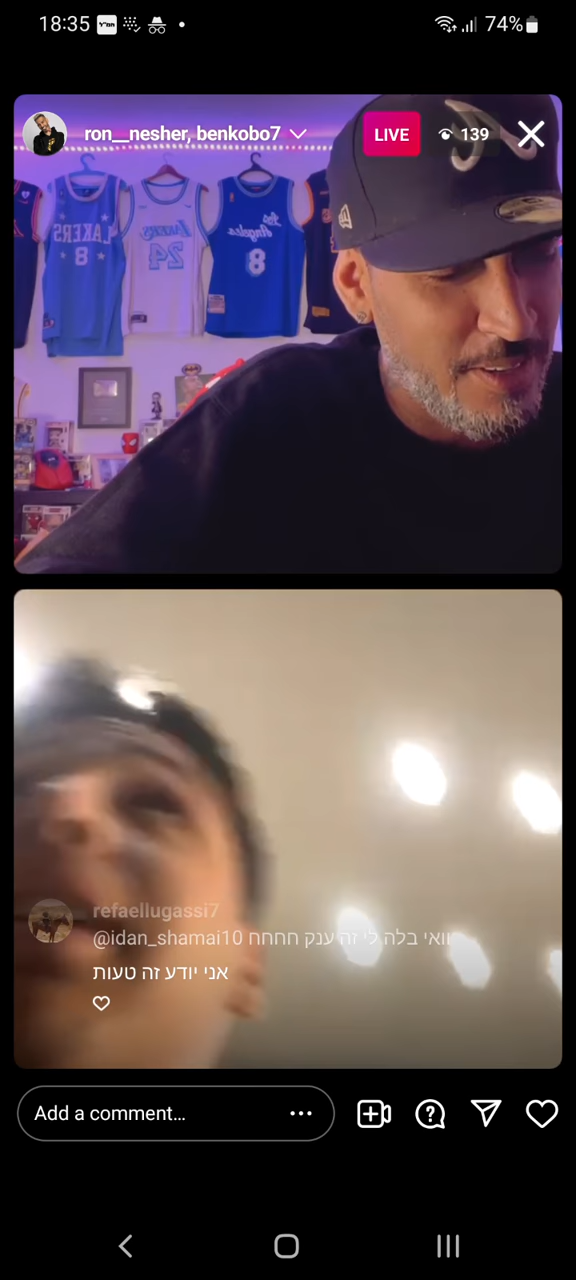 18:35
74%
ron__nesher, benkobo7
LIVE
139
LAKERS
8
LAKERS
24
Los
Angeles
8
refaellugassi7
@idan_shamai10 וואי בלה לי זה ענק חחחח
אני יודע זה טעות
Add a comment…